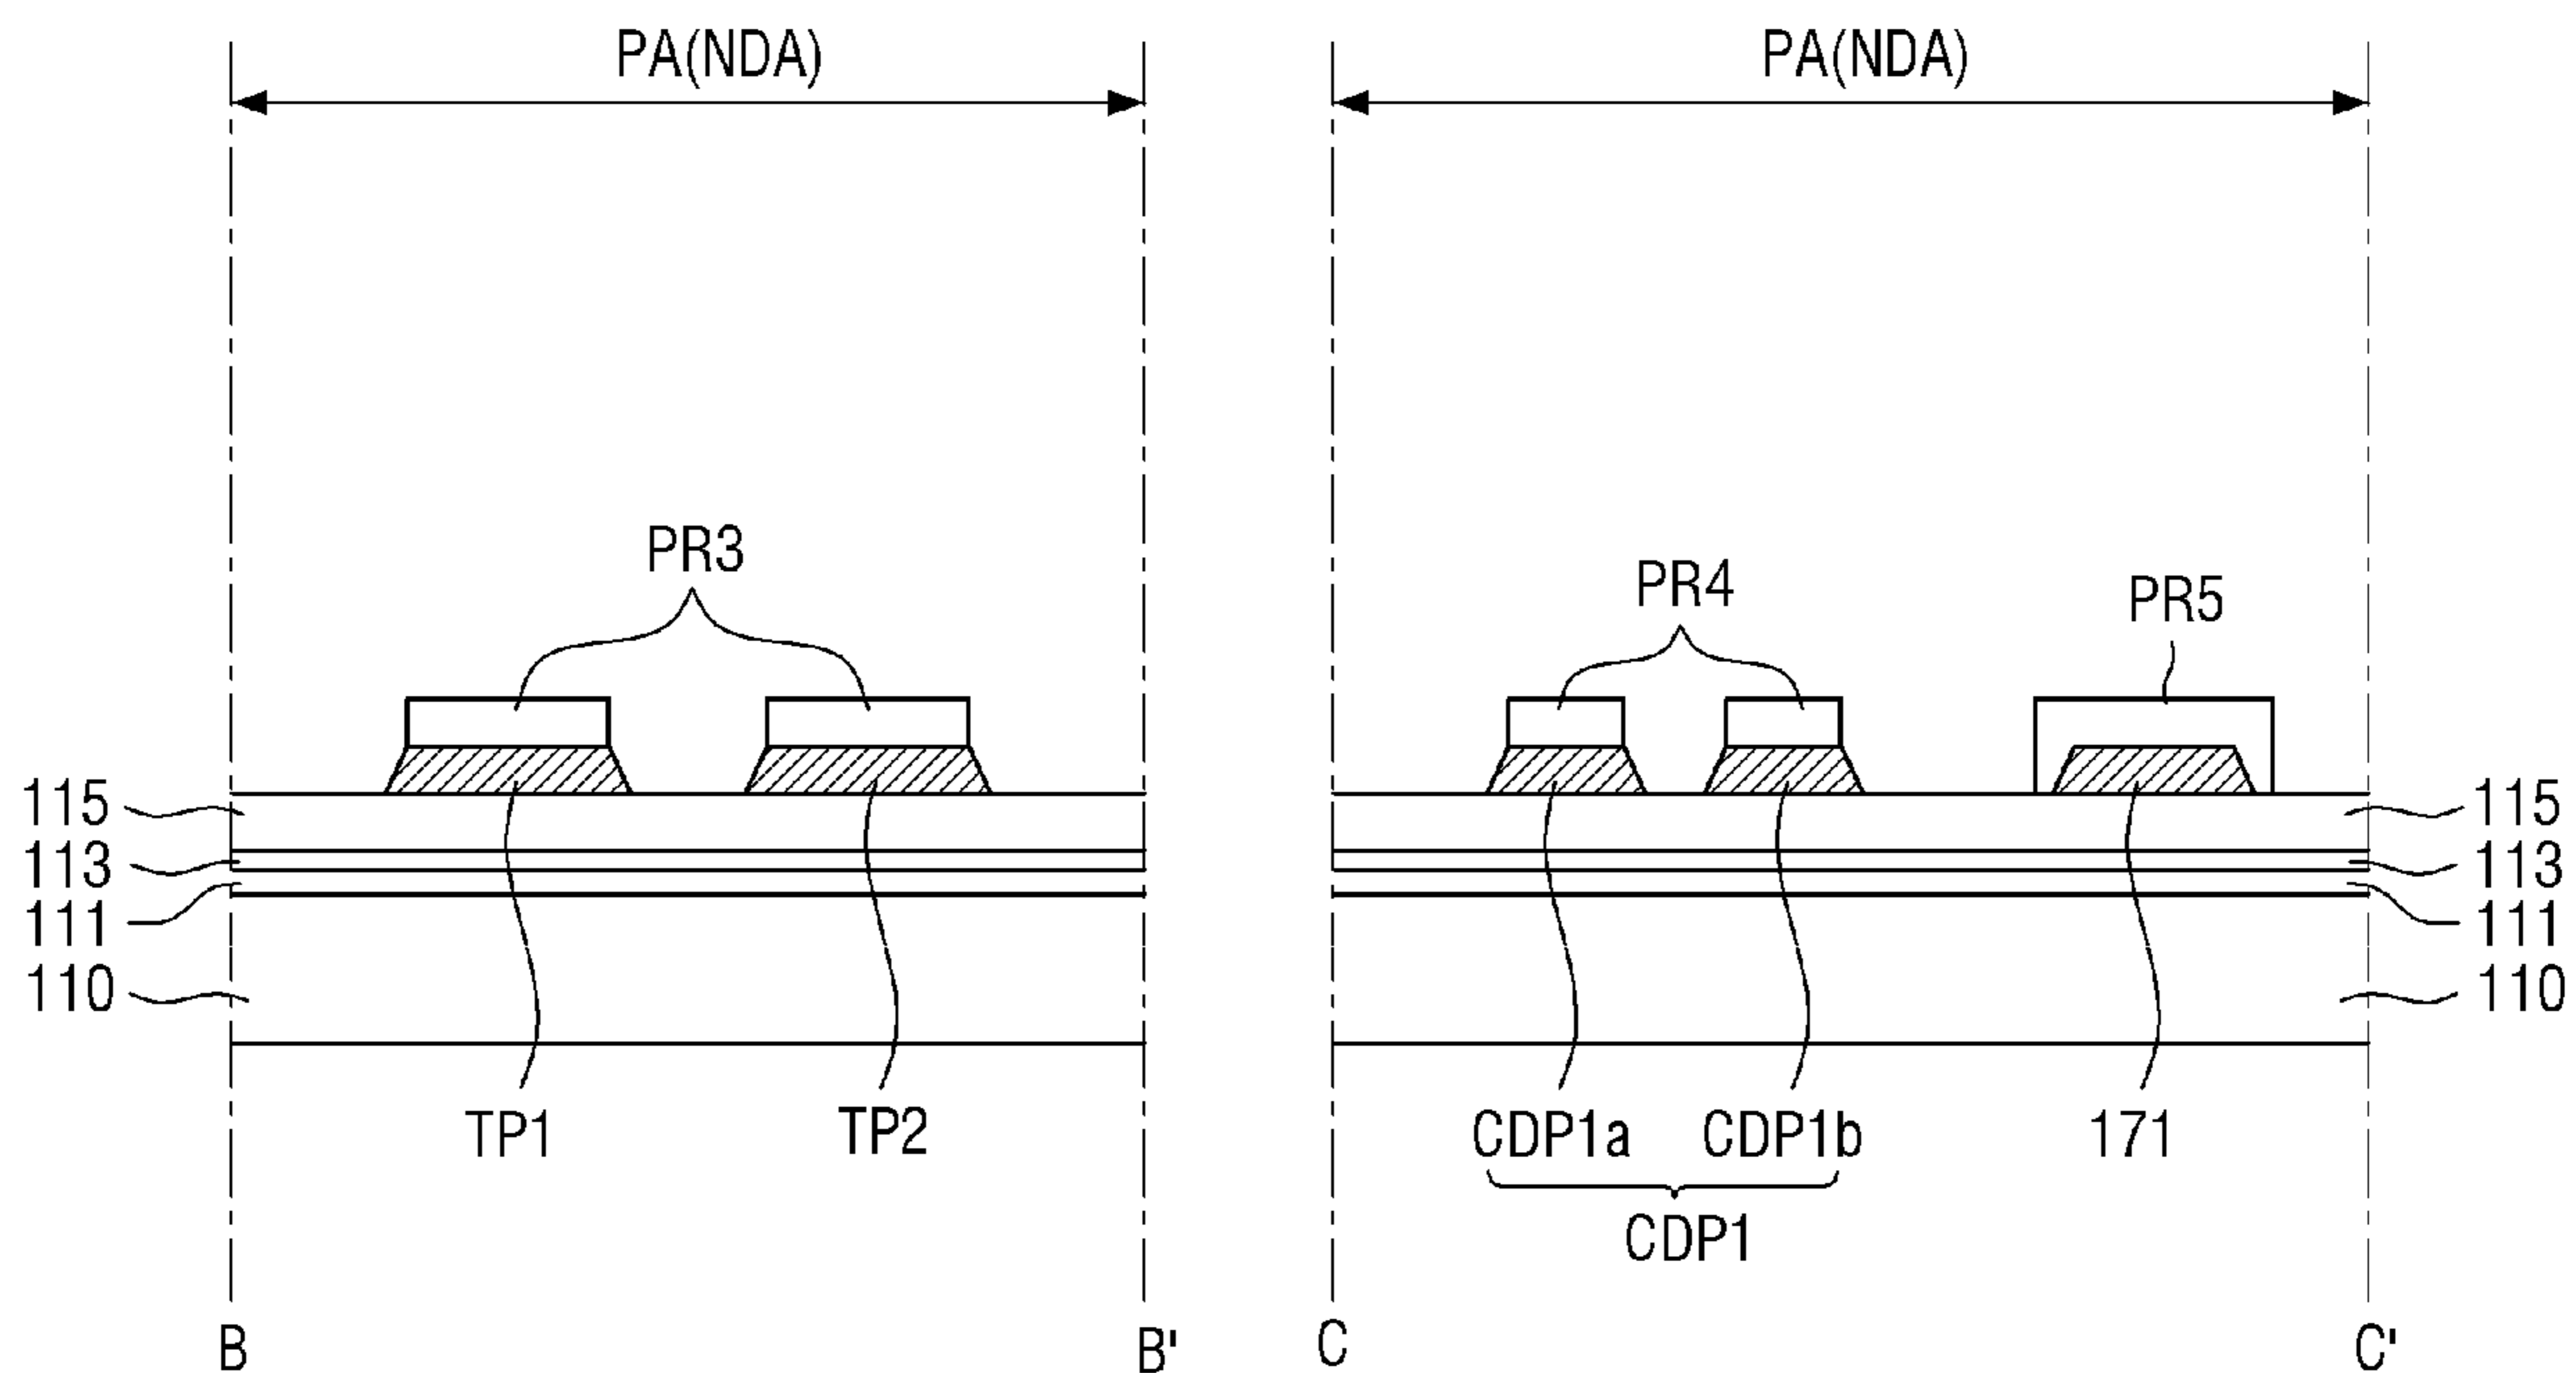 PA(NDA) PA(NDA)
PR3 PR4 PR5
115 115
113 113
111 111
110 110
TP1 TP2 CDP1a CDP1b 171
CDP1
B B' C C'